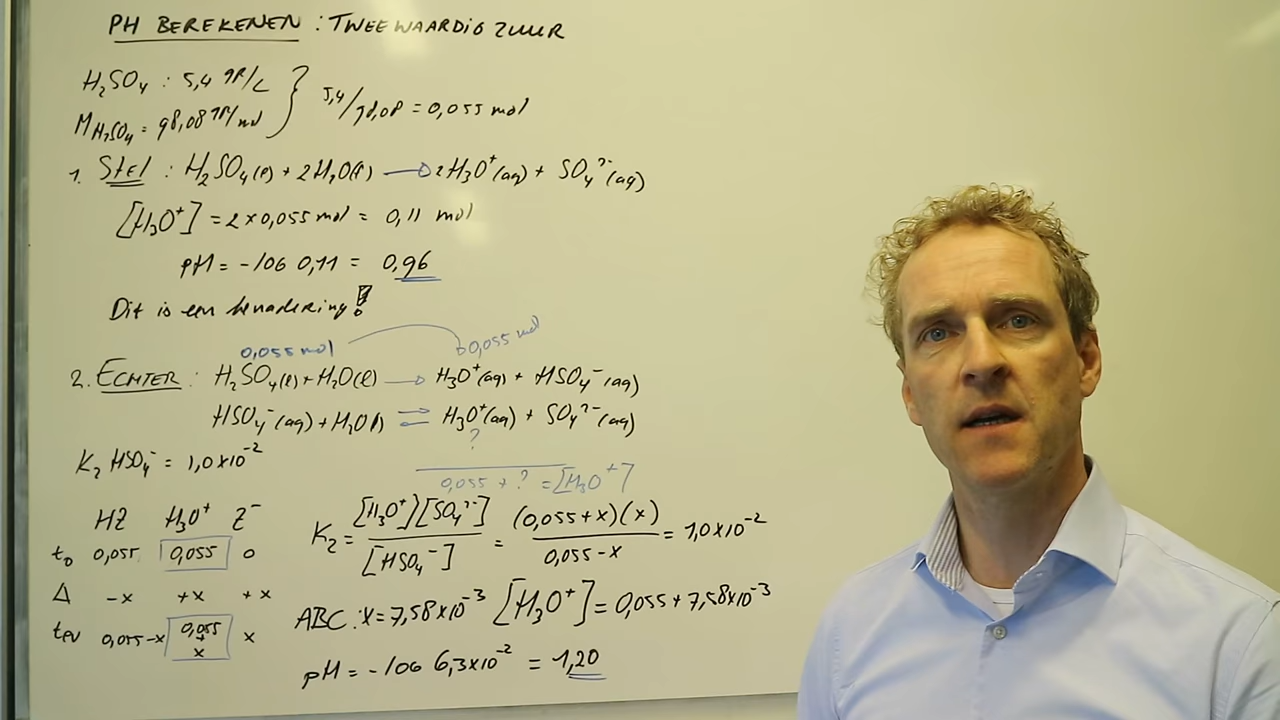 PH BEREKENEN : TWEEWAARDIG ZUUR
H₂SO₄ : 5,4 gr/L
M H₂SO₄ = 98,08 gr/mol } 5,4/98,08 = 0,055 mol
1. Stel : H₂SO₄(l) + 2H₂O(l) → 2H₃O⁺(aq) + SO₄²⁻(aq)
[H₃O⁺] = 2 x 0,055 mol = 0,11 mol
pH = -log 0,11 = 0,96
Dit is een benadering!
0,055 mol 0,055 mol
2. ECHTER : H₂SO₄(l) + H₂O(l) → H₃O⁺(aq) + HSO₄⁻(aq)
HSO₄⁻(aq) + H₂O(l) ⇌ H₃O⁺(aq) + SO₄²⁻(aq)
?
K₂ HSO₄⁻ = 1,0x10⁻²
0,055 + ? = [H₃O⁺]
HZ H₃O⁺ Z⁻
t₀ 0,055 0,055 0
Δ -x +x +x
tev 0,055-x 0,055 + x x
K₂ = [H₃O⁺][SO₄²⁻] / [HSO₄⁻] = (0,055+x)(x) / 0,055-x = 1,0x10⁻²
ABC : x = 7,58x10⁻³ [H₃O⁺] = 0,055 + 7,58x10⁻³
pH = -log 6,3x10⁻² = 1,20